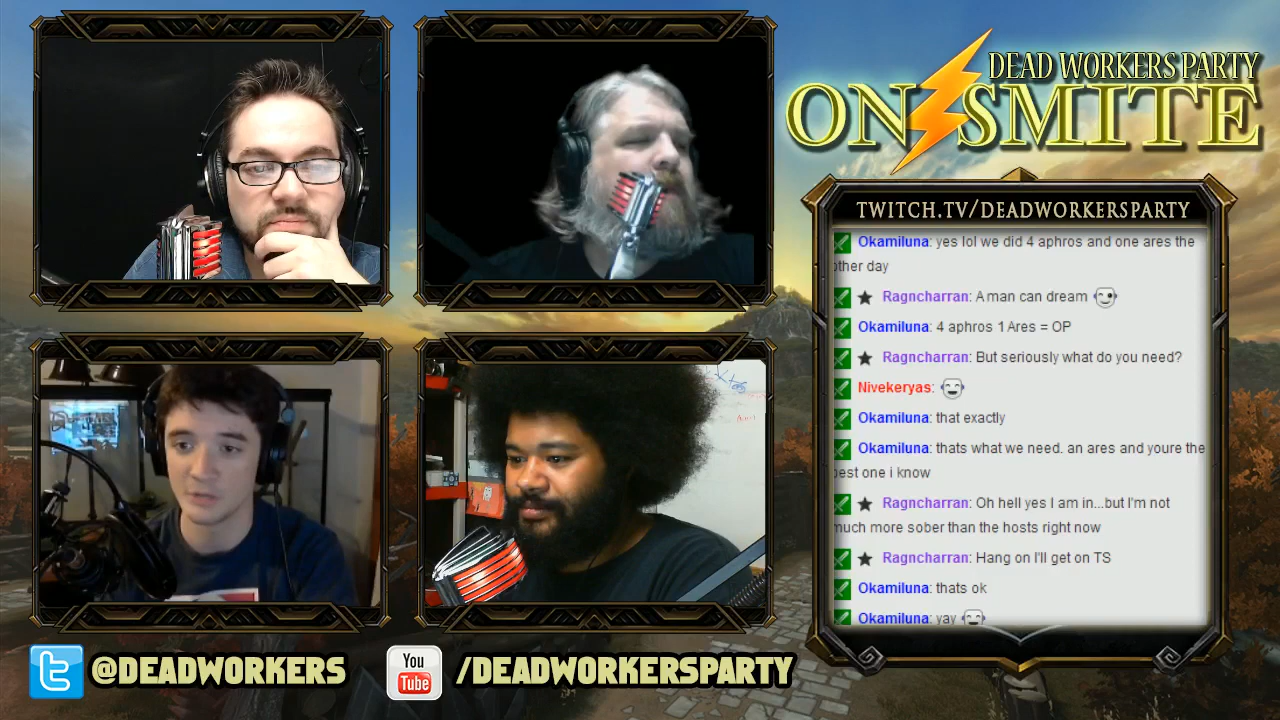 DEAD WORKERS PARTY
ON SMITE
TWITCH.TV/DEADWORKERSPARTY
Okamiluna: yes lol we did 4 aphros and one ares the
other day
Ragncharran: A man can dream
Okamiluna: 4 aphros 1 Ares = OP
Ragncharran: But seriously what do you need?
Nivekeryas:
Okamiluna: that exactly
Okamiluna: thats what we need. an ares and youre the
best one i know
Ragncharran: Oh hell yes I am in...but I'm not
much more sober than the hosts right now
Ragncharran: Hang on I'll get on TS
Okamiluna: thats ok
Okamiluna: yay
@DEADWORKERS
You
Tube
/DEADWORKERSPARTY